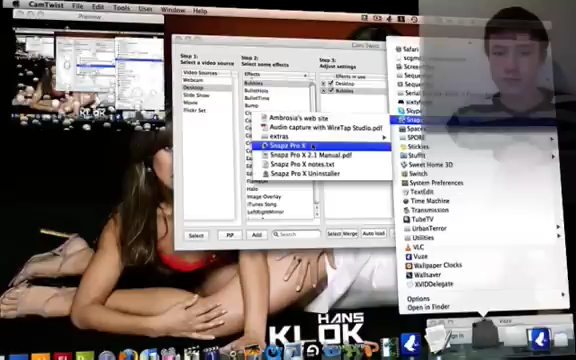 CamTwist File Edit Tools Window Help
Preview
Cam Twist
Step 1:
Select a video source
Step 2:
Select some effects
Step 3:
Adjust settings
Video Sources
Webcam
Desktop
Slide Show
Movie
Flickr Set
Effects
Bubbles
BulletHoles
BulletTime
Bump
Halo
Image Overlay
iTunes Song
LeftRightMirror
Effects in use
Desktop
Bubbles
Select
PIP
Add
Search
Select Merge
Auto load
Ambrosia's web site
Audio capture with WireTap Studio.pdf
extras
Snapz Pro X
Snapz Pro X 2.1 Manual.pdf
Snapz Pro X notes.txt
Snapz Pro X Uninstaller
Safari
Stickies
Stuffit
Sweet Home 3D
Switch
System Preferences
TextEdit
Time Machine
Transmission
TubeTV
UrbanTerror
Utilities
VLC
Vuze
Wallpaper Clocks
Wallsaver
XVIDDelegate
Options
Open in Finder
HANS
KLOK